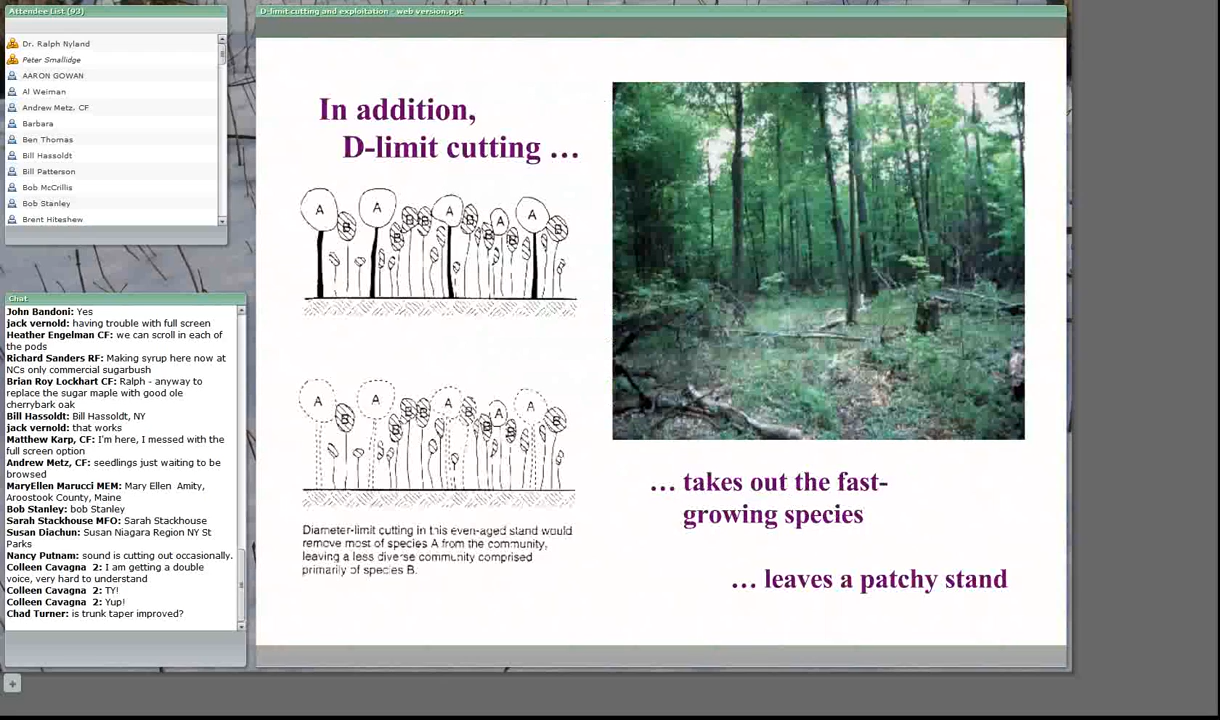 Attendee List (93)
Dr. Ralph Nyland
Peter Smallidge
AARON GOWAN
Al Weiman
Andrew Metz, CF
Barbara
Ben Thomas
Bill Hassoldt
Bill Patterson
Bob McCrillis
Bob Stanley
Brent Hiteshew
Chat
John Bandoni: Yes
jack vernold: having trouble with full screen
Heather Engelman CF: we can scroll in each of
the pods
Richard Sanders RF: Making syrup here now at
NCs only commercial sugarbush
Brian Roy Lockhart CF: Ralph - anyway to
replace the sugar maple with good ole
cherrybark oak
Bill Hassoldt: Bill Hassoldt, NY
jack vernold: that works
Matthew Karp, CF: I'm here, I messed with the
full screen option
Andrew Metz, CF: seedlings just waiting to be
browsed
MaryEllen Marucci MEM: Mary Ellen Amity,
Aroostook County, Maine
Bob Stanley: bob Stanley
Sarah Stackhouse MFO: Sarah Stackhouse
Susan Diachun: Susan Niagara Region NY St
Parks
Nancy Putnam: sound is cutting out occasionally.
Colleen Cavagna 2: I am getting a double
voice, very hard to understand
Colleen Cavagna 2: TY!
Colleen Cavagna 2: Yup!
Chad Turner: is trunk taper improved?
D-limit cutting and exploitation - web version.ppt
In addition,
D-limit cutting ...
A B A B B B A B B A B A B
A B A B B B A B B A B A B
Diameter-limit cutting in this even-aged stand would
remove most of species A from the community,
leaving a less diverse community comprised
primarily of species B.
... takes out the fast-
growing species
... leaves a patchy stand